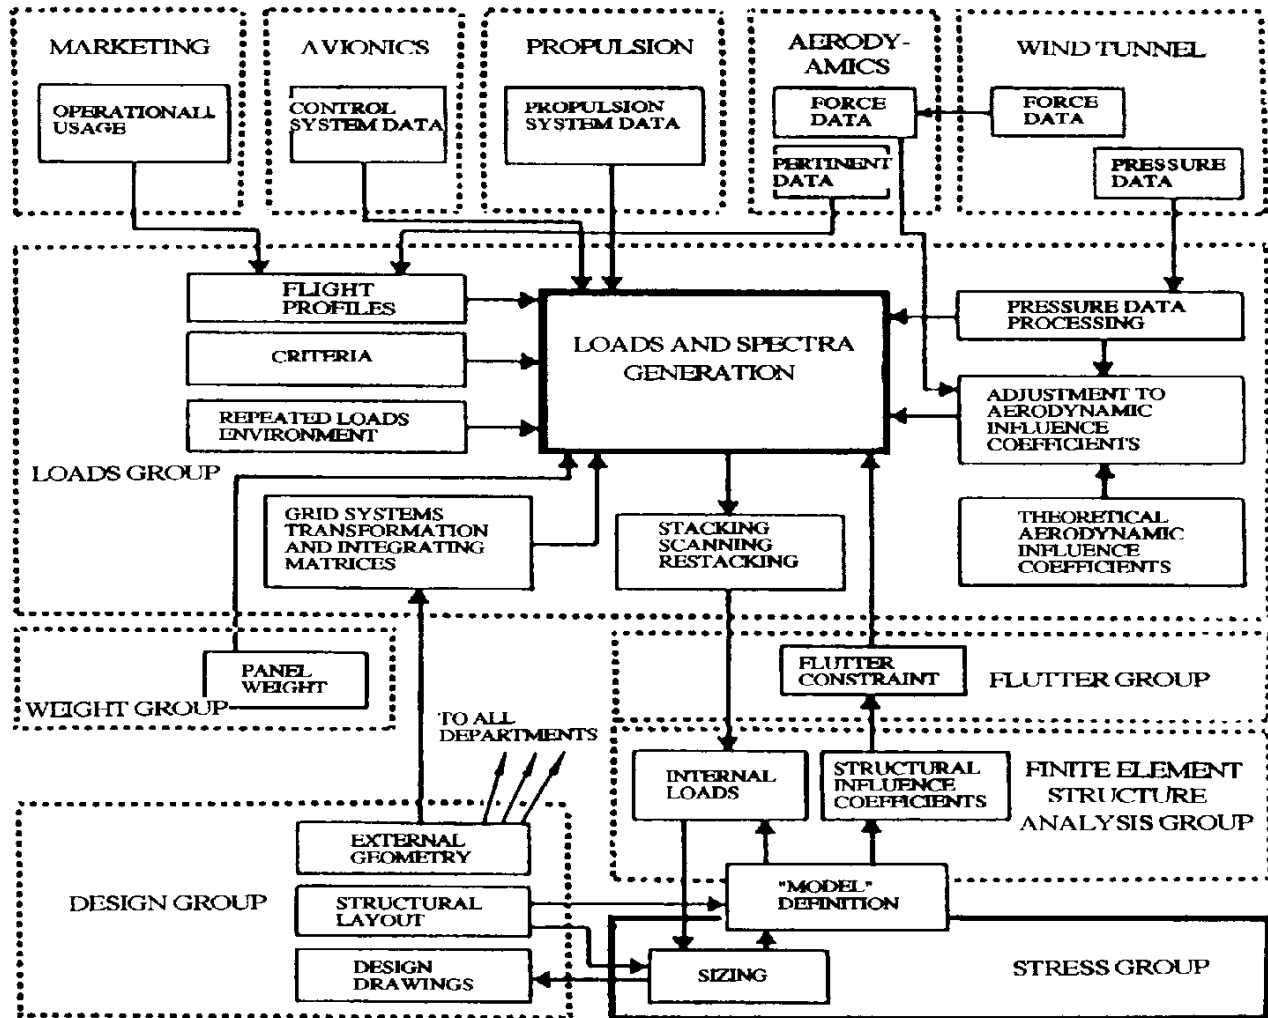 MARKETING
OPERATIONALL
USAGE
AVIONICS
CONTROL
SYSTEM DATA
PROPULSION
PROPULSION
SYSTEM DATA
AERODY-
AMICS
FORCE
DATA
PERTINENT
DATA
WIND TUNNEL
FORCE
DATA
PRESSURE
DATA
FLIGHT
PROFILES
CRITERIA
REPEATED LOADS
ENVIRONMENT
LOADS GROUP
LOADS AND SPECTRA
GENERATION
PRESSURE DATA
PROCESSING
ADJUSTMENT TO
AERODYNAMIC
INFLUENCE
COEFFICIENTS
THEORETICAL
AERODYNAMIC
INFLUENCE
COEFFICIENTS
GRID SYSTEMS
TRANSFORMATION
AND INTEGRATING
MATRICES
STACKING
SCANNING
RESTACKING
PANEL
WEIGHT
WEIGHT GROUP
FLUTTER
CONSTRAINT
FLUTTER GROUP
TO ALL
DEPARTMENTS
INTERNAL
LOADS
STRUCTURAL
INFLUENCE
COEFFICIENTS
FINITE ELEMENT
STRUCTURE
ANALYSIS GROUP
EXTERNAL
GEOMETRY
DESIGN GROUP
STRUCTURAL
LAYOUT
DESIGN
DRAWINGS
"MODEL"
DEFINITION
SIZING
STRESS GROUP